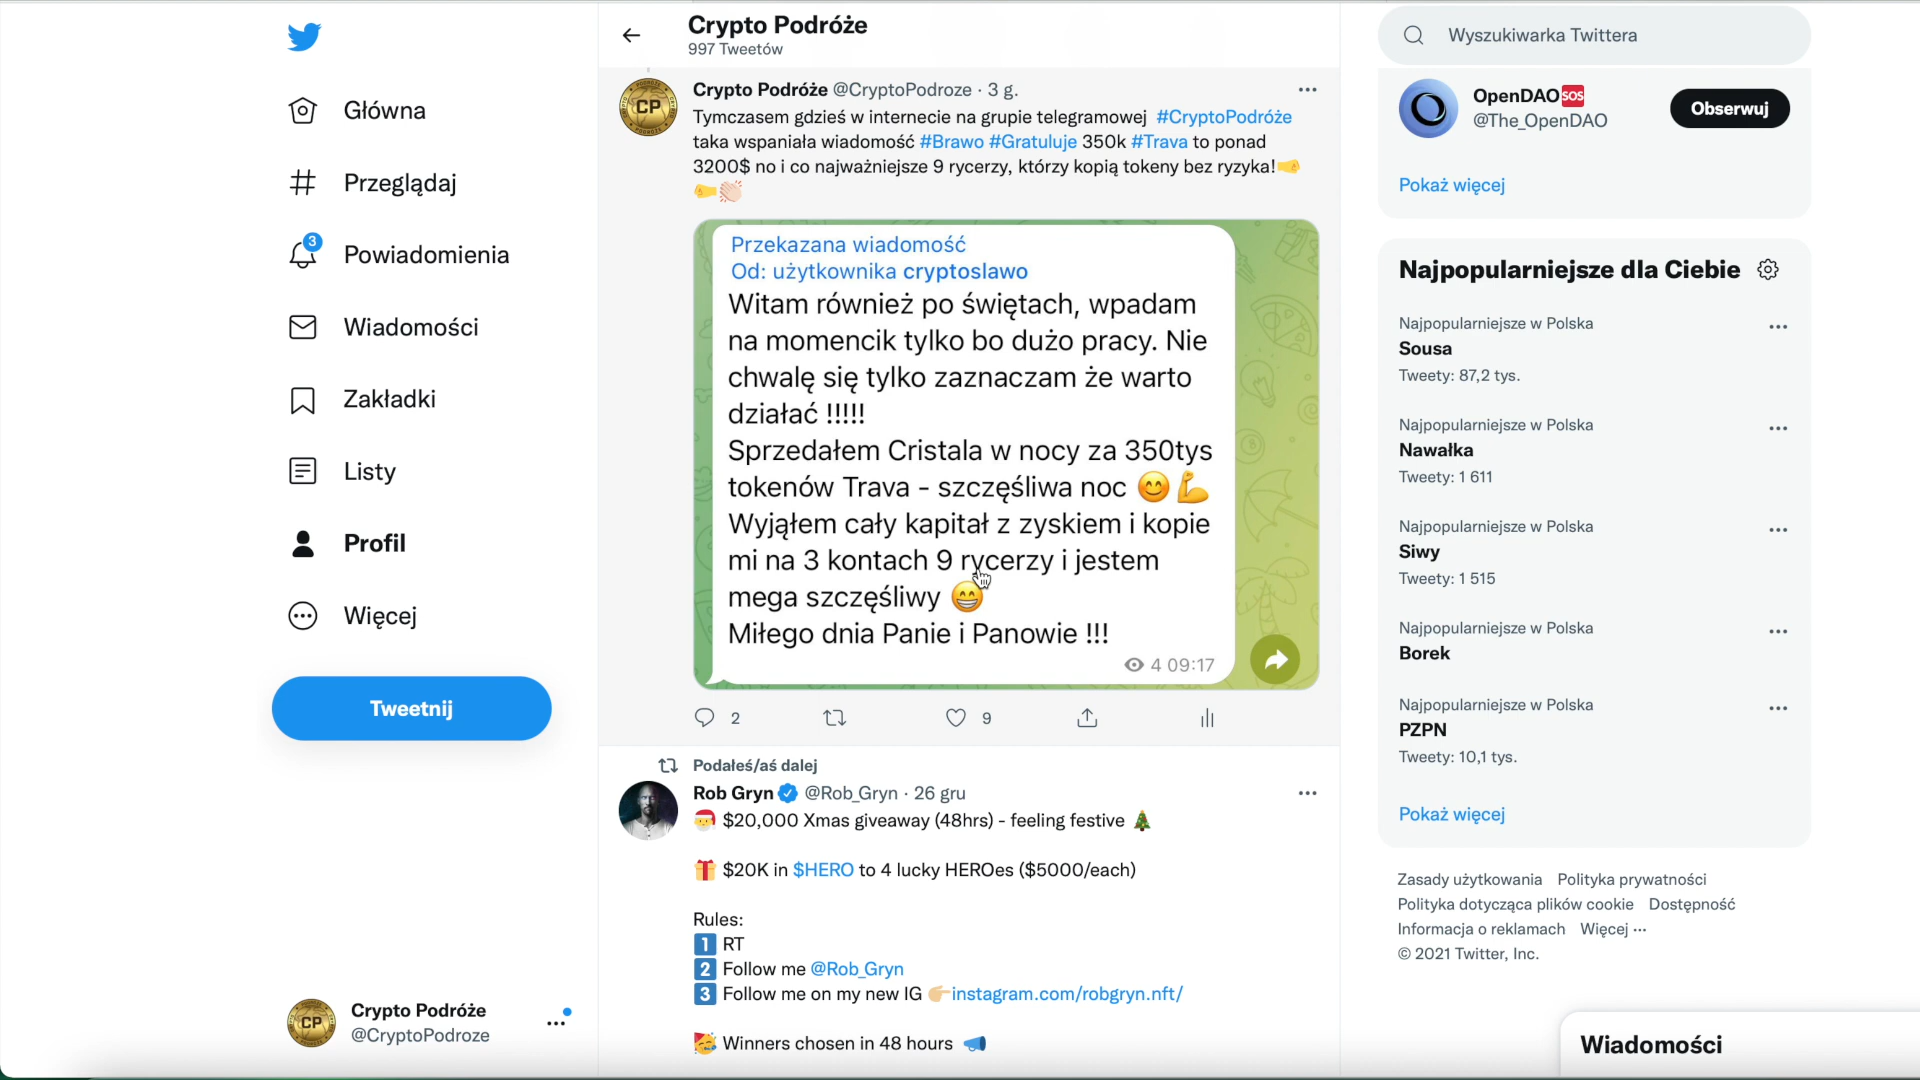 Główna
Przeglądaj
3
Powiadomienia
Wiadomości
Zakładki
Listy
Profil
Więcej
Tweetnij
Crypto Podróże
@CryptoPodroze
Crypto Podróże
997 Tweetów
Crypto Podróże @CryptoPodroze · 3 g.
Tymczasem gdzieś w internecie na grupie telegramowej #CryptoPodróże
taka wspaniała wiadomość #Brawo #Gratuluje 350k #Trava to ponad
3200$ no i co najważniejsze 9 rycerzy, którzy kopią tokeny bez ryzyka!🤜
🤛👏🏻
Przekazana wiadomość
Od: użytkownika cryptoslawo
Witam również po świętach, wpadam
na momencik tylko bo dużo pracy. Nie
chwalę się tylko zaznaczam że warto
działać !!!!!
Sprzedałem Cristala w nocy za 350tys
tokenów Trava - szczęśliwa noc 😊 💪
Wyjąłem cały kapitał z zyskiem i kopie
mi na 3 kontach 9 rycerzy i jestem
mega szczęśliwy 😁
Miłego dnia Panie i Panowie !!!
4 09:17
2
9
Podałeś/aś dalej
Rob Gryn @Rob_Gryn · 26 gru
🎅 $20,000 Xmas giveaway (48hrs) - feeling festive 🎄
🎁 $20K in $HERO to 4 lucky HEROes ($5000/each)
Rules:
1️⃣ RT
2️⃣ Follow me @Rob_Gryn
3️⃣ Follow me on my new IG 👉🏼instagram.com/robgryn.nft/
🥳 Winners chosen in 48 hours 📣
Wyszukiwarka Twittera
OpenDAO🆘
@The_OpenDAO
Obserwuj
Pokaż więcej
Najpopularniejsze dla Ciebie
Najpopularniejsze w Polska
Sousa
Tweety: 87,2 tys.
Najpopularniejsze w Polska
Nawałka
Tweety: 1 611
Najpopularniejsze w Polska
Siwy
Tweety: 1 515
Najpopularniejsze w Polska
Borek
Najpopularniejsze w Polska
PZPN
Tweety: 10,1 tys.
Pokaż więcej
Zasady użytkowania Polityka prywatności
Polityka dotycząca plików cookie Dostępność
Informacja o reklamach Więcej ···
© 2021 Twitter, Inc.
Wiadomości